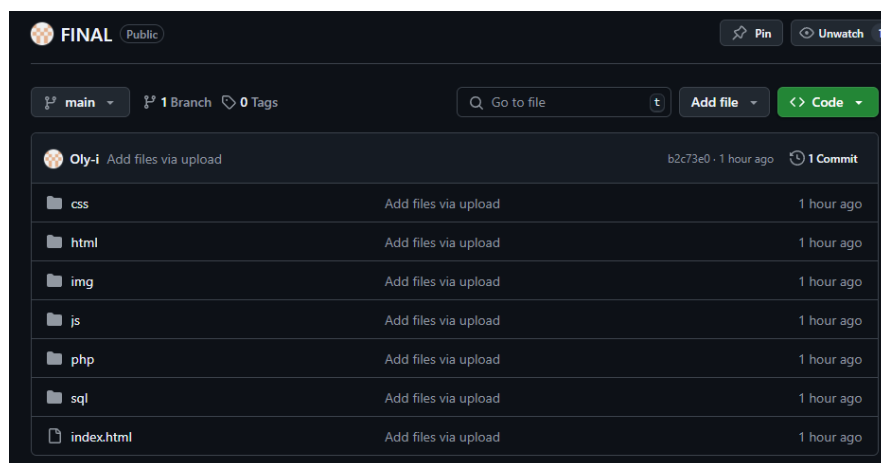 FINAL Public Pin Unwatch 1
main 1 Branch 0 Tags Go to file t Add file Code
Oly-i Add files via upload b2c73e0 · 1 hour ago 1 Commit
css Add files via upload 1 hour ago
html Add files via upload 1 hour ago
img Add files via upload 1 hour ago
js Add files via upload 1 hour ago
php Add files via upload 1 hour ago
sql Add files via upload 1 hour ago
index.html Add files via upload 1 hour ago